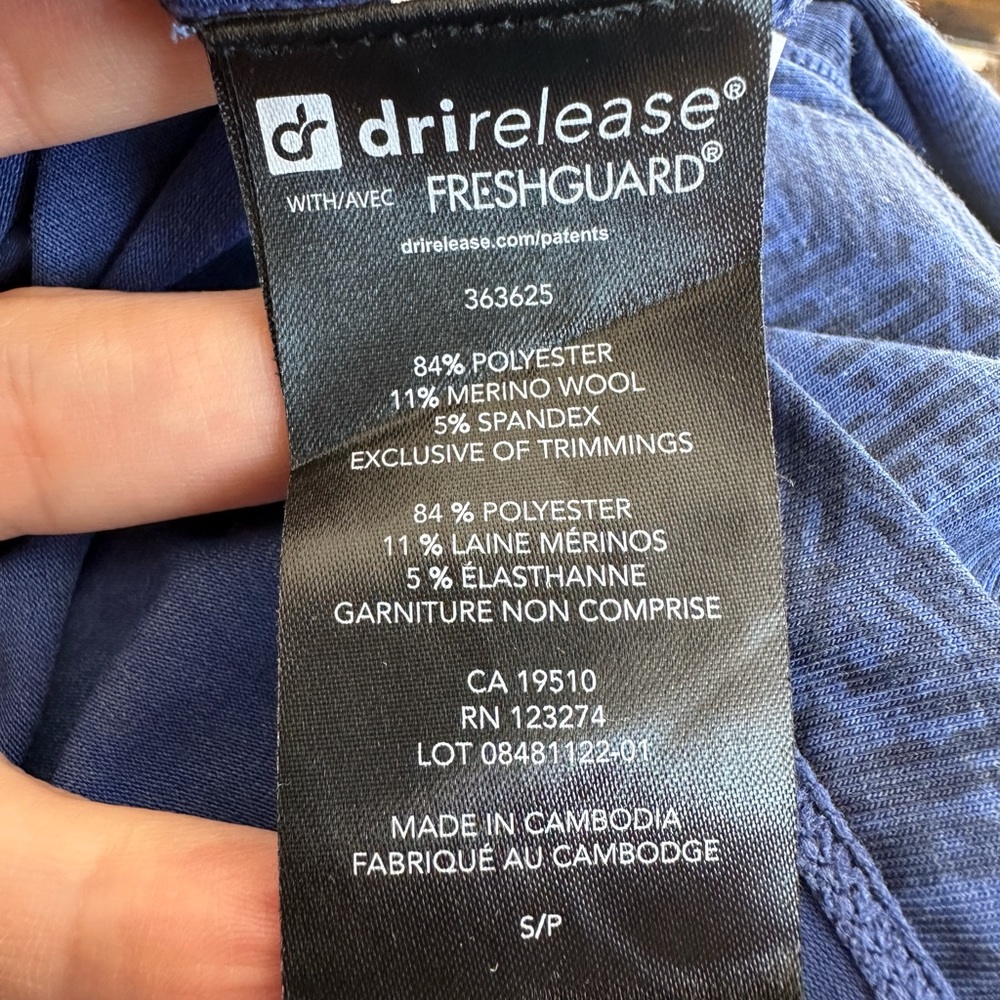 dr drirelease®
WITH/AVEC FRESHGUARD®
drirelease.com/patents
363625
84% POLYESTER
11% MERINO WOOL
5% SPANDEX
EXCLUSIVE OF TRIMMINGS
84 % POLYESTER
11 % LAINE MÉRINOS
5 % ÉLASTHANNE
GARNITURE NON COMPRISE
CA 19510
RN 123274
LOT 08481122-01
MADE IN CAMBODIA
FABRIQUÉ AU CAMBODGE
S/P